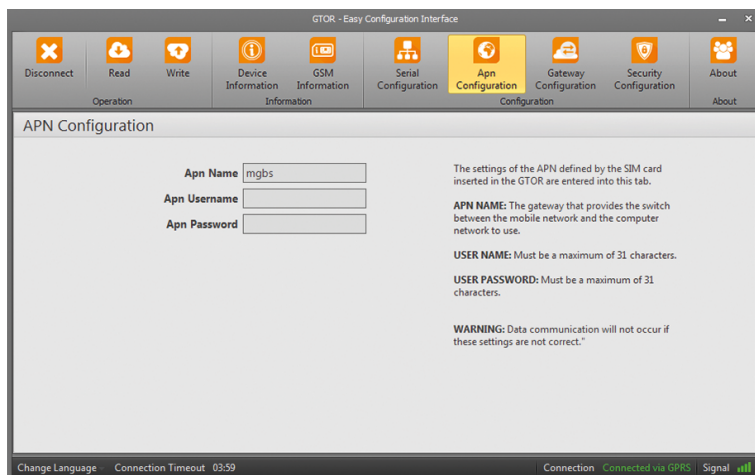 GTOR - Easy Configuration Interface
Disconnect
Read
Write
Device
Information
GSM
Information
Serial
Configuration
Apn
Configuration
Gateway
Configuration
Security
Configuration
About
Operation
Information
Configuration
About
APN Configuration
Apn Name mgbs
Apn Username
Apn Password
The settings of the APN defined by the SIM card
inserted in the GTOR are entered into this tab.
APN NAME: The gateway that provides the switch
between the mobile network and the computer
network to use.
USER NAME: Must be a maximum of 31 characters.
USER PASSWORD: Must be a maximum of 31
characters.
WARNING: Data communication will not occur if
these settings are not correct."
Change Language Connection Timeout 03:59 Connection Connected via GPRS Signal